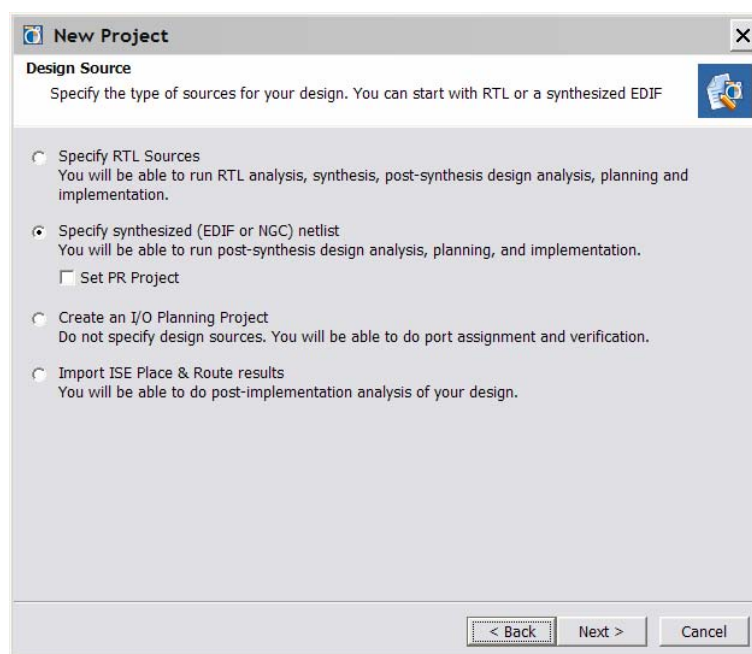 New Project
Design Source
Specify the type of sources for your design. You can start with RTL or a synthesized EDIF
Specify RTL Sources
You will be able to run RTL analysis, synthesis, post-synthesis design analysis, planning and
implementation.
Specify synthesized (EDIF or NGC) netlist
You will be able to run post-synthesis design analysis, planning, and implementation.
Set PR Project
Create an I/O Planning Project
Do not specify design sources. You will be able to do port assignment and verification.
Import ISE Place & Route results
You will be able to do post-implementation analysis of your design.
< Back Next > Cancel